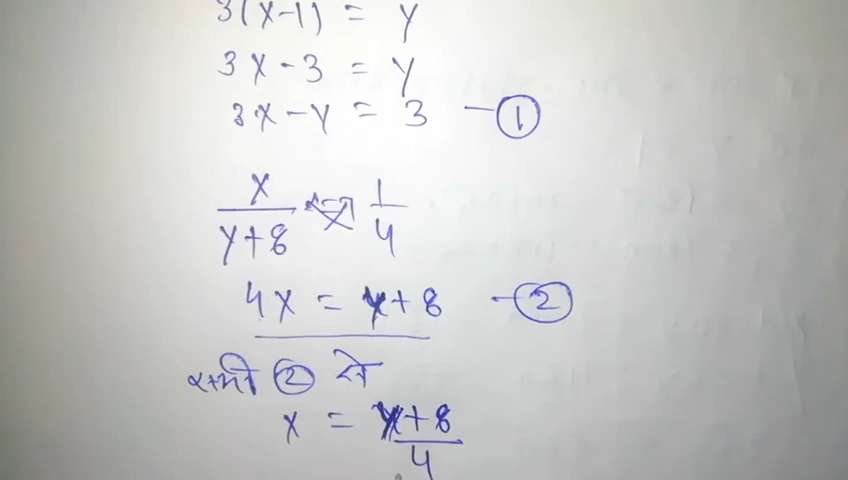 3(x-1) = y
3x - 3 = y
3x - y = 3 - ①
x/y+8 = 1/4
4x = y + 8 - ②
समी ② से
x = y+8/4